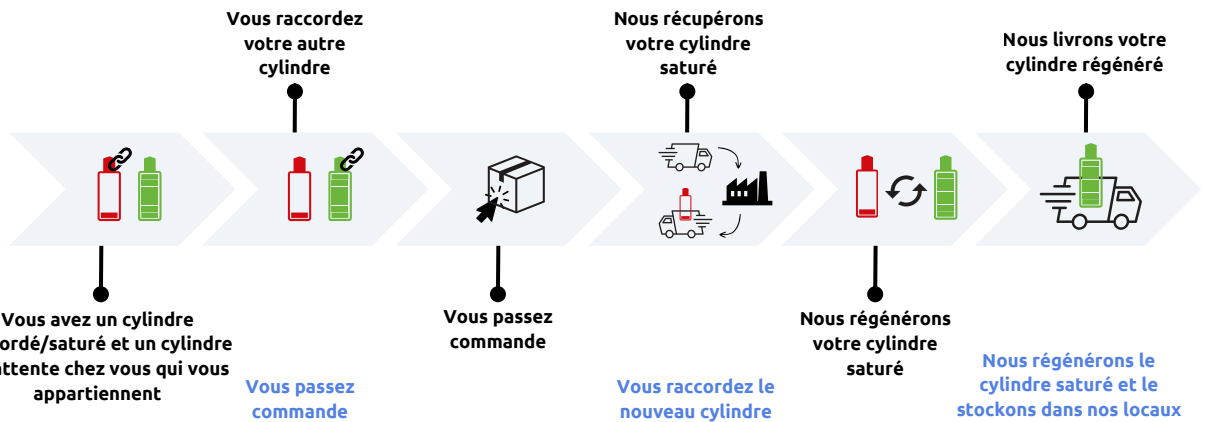 Vous raccordez
votre autre
cylindre
Nous récupérons
votre cylindre
saturé
Nous livrons votre
cylindre régénéré
Vous avez un cylindre
ordé/saturé et un cylindre
attente chez vous qui vous
appartiennent
Vous passez
commande
Nous régénérons
votre cylindre
saturé
Vous passez
commande
Vous raccordez le
nouveau cylindre
Nous régénérons le
cylindre saturé et le
stockons dans nos locaux